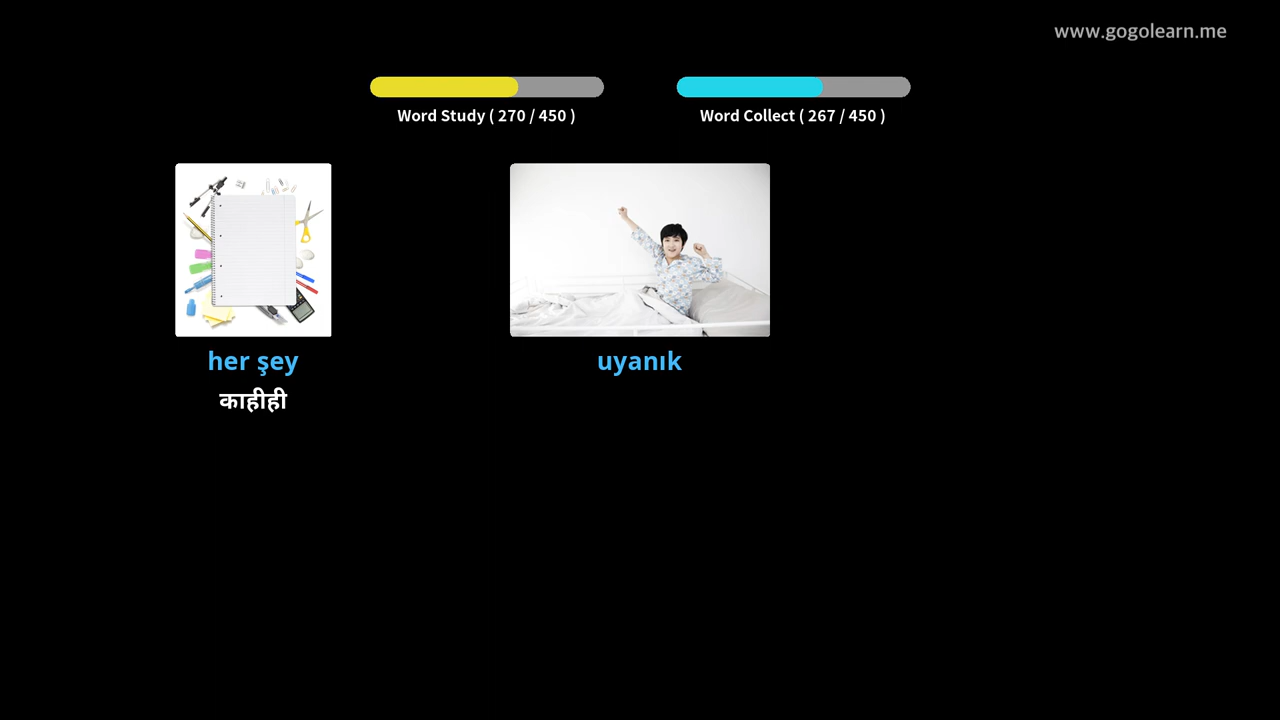 www.gogolearn.me
Word Study ( 270 / 450 )
Word Collect ( 267 / 450 )
her şey
uyanık
काहीही